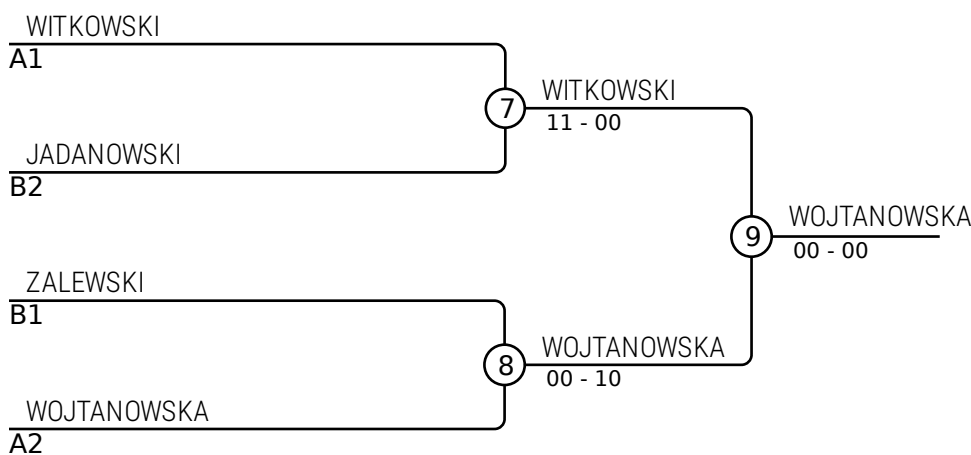 WITKOWSKI
A1
7
WITKOWSKI
11 - 00
JADANOWSKI
B2
9
WOJTANOWSKA
00 - 00
ZALEWSKI
B1
8
WOJTANOWSKA
00 - 10
WOJTANOWSKA
A2